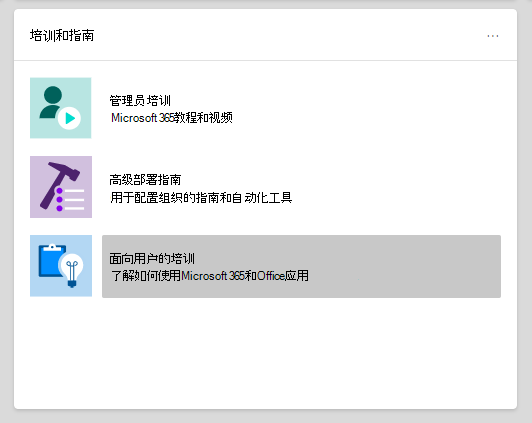 培训和指南
管理员培训
Microsoft 365教程和视频
高级部署指南
用于配置组织的指南和自动化工具
面向用户的培训
了解如何使用Microsoft 365和Office应用